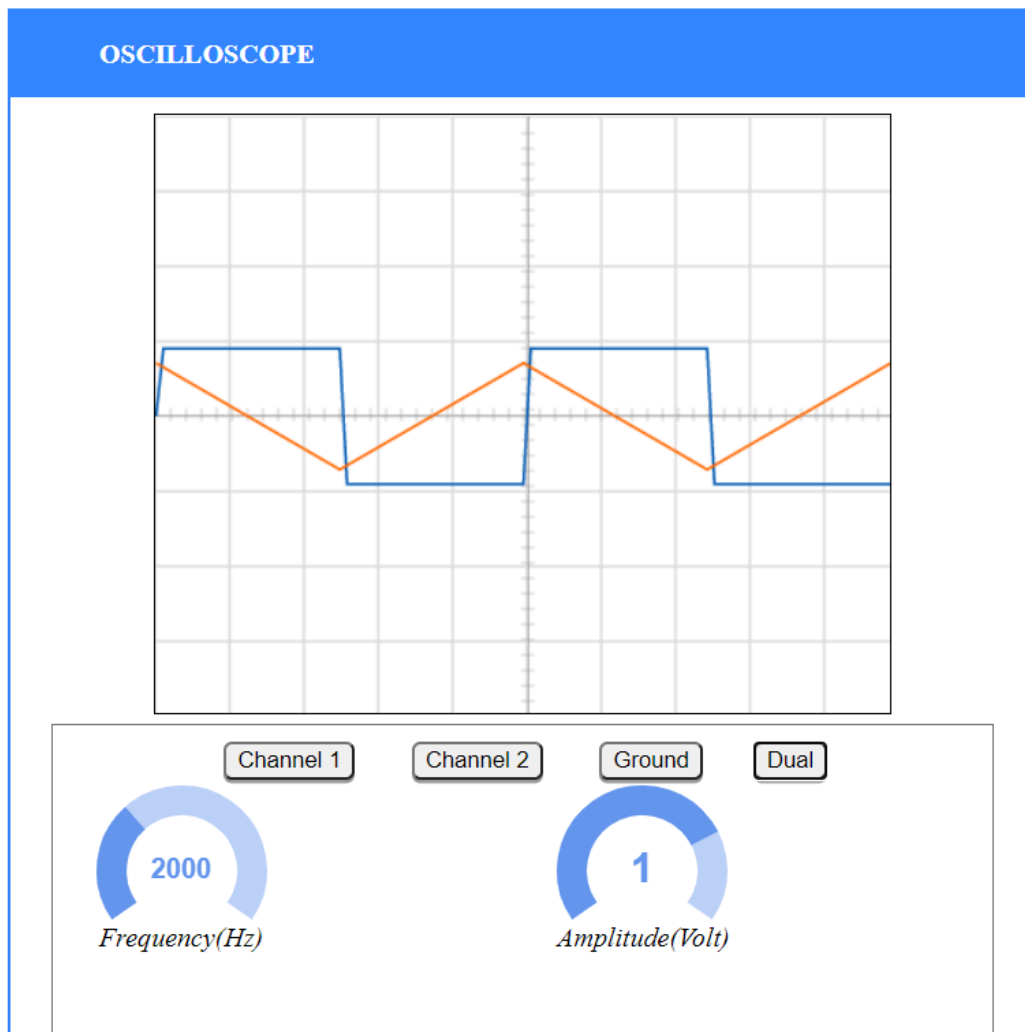 OSCILLOSCOPE
Channel 1 Channel 2 Ground Dual
2000 1
Frequency(Hz) Amplitude(Volt)